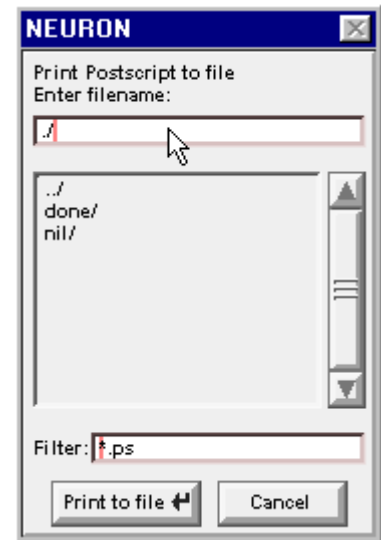 NEURON
Print Postscript to file
Enter filename:
./
../
done/
nil/
Filter: *.ps
Print to file
Cancel